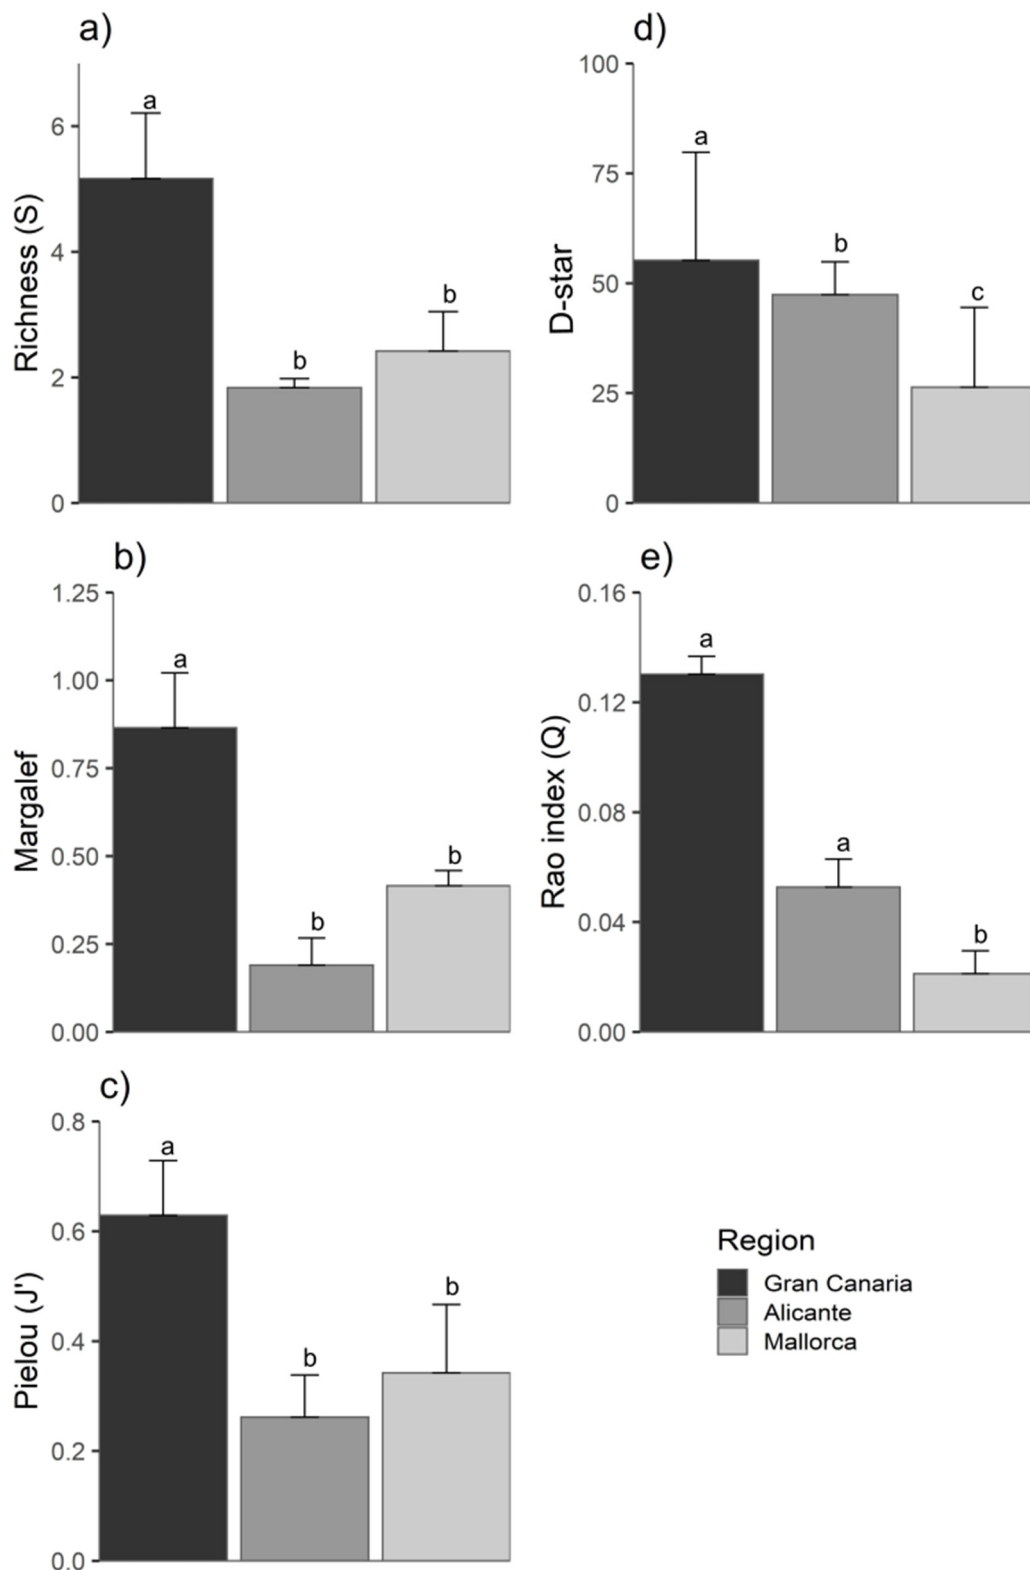 a)
Richness (S)
6
4
2
0
a
b
b
d)
D-star
100
75
50
25
0
a
b
c
b)
Margalef
1.25
1.00
0.75
0.50
0.25
0.00
a
b
b
e)
Rao index (Q)
0.16
0.12
0.08
0.04
0.00
a
a
b
c)
Pielou (J')
0.8
0.6
0.4
0.2
0.0
a
b
b
Region
Gran Canaria
Alicante
Mallorca